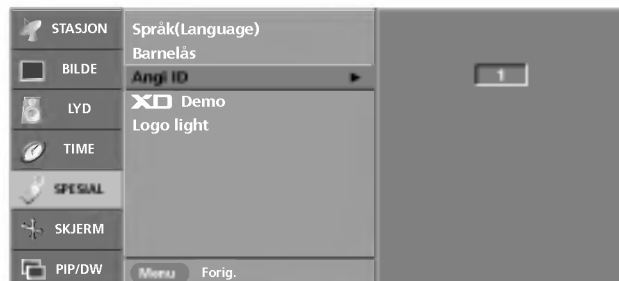 STASJON
BILDE
LYD
TIME
SPESIAL
SKJERM
PIP/DW
Språk(Language)
Barnelås
Angi ID
XD Demo
Logo light
Menu Forig.
1